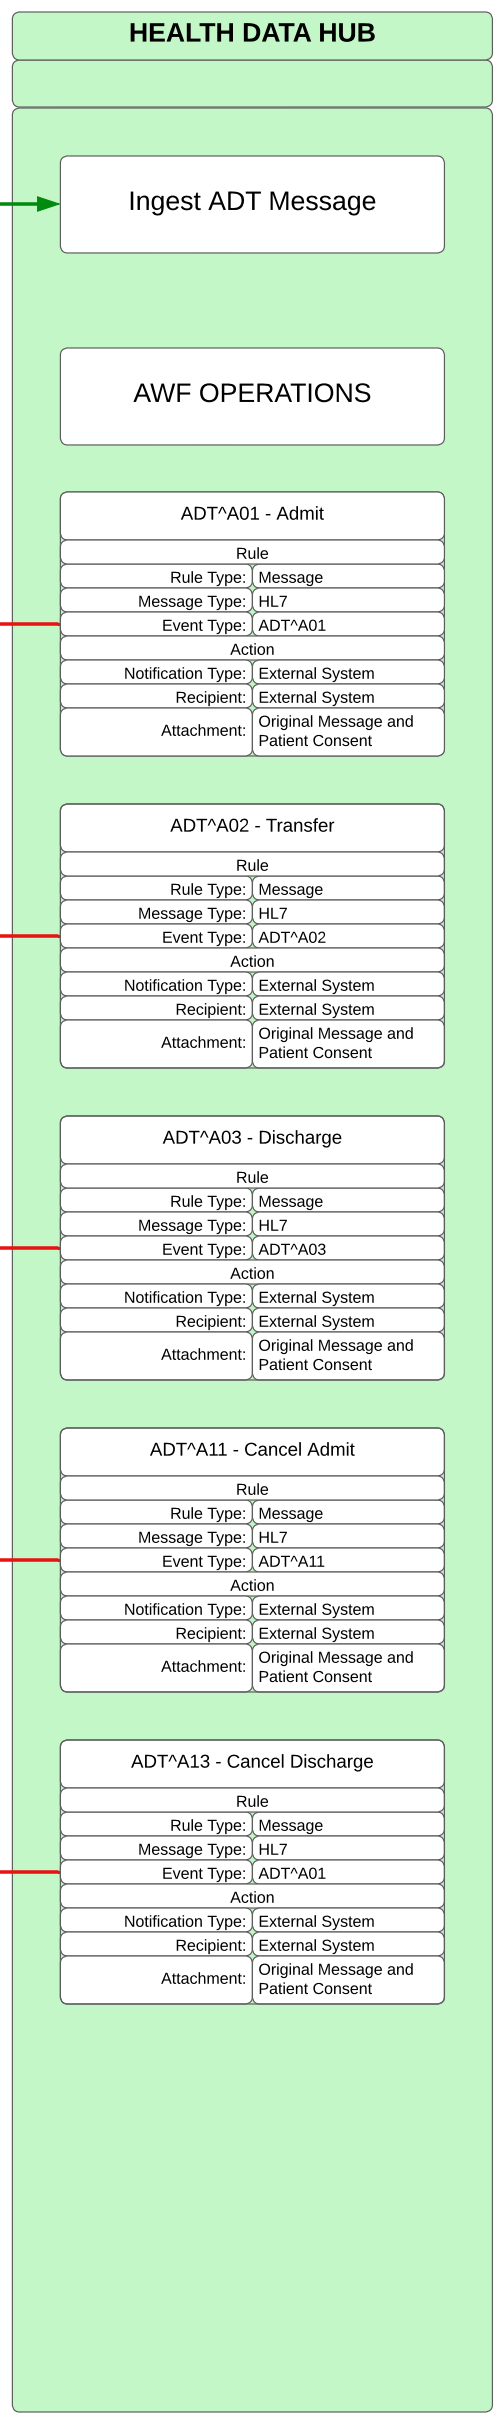 HEALTH DATA HUB
Ingest ADT Message
AWF OPERATIONS
ADT^A01 - Admit
Rule
Rule Type: Message
Message Type: HL7
Event Type: ADT^A01
Action
Notification Type: External System
Recipient: External System
Attachment: Original Message and
Patient Consent
ADT^A02 - Transfer
Rule
Rule Type: Message
Message Type: HL7
Event Type: ADT^A02
Action
Notification Type: External System
Recipient: External System
Attachment: Original Message and
Patient Consent
ADT^A03 - Discharge
Rule
Rule Type: Message
Message Type: HL7
Event Type: ADT^A03
Action
Notification Type: External System
Recipient: External System
Attachment: Original Message and
Patient Consent
ADT^A11 - Cancel Admit
Rule
Rule Type: Message
Message Type: HL7
Event Type: ADT^A11
Action
Notification Type: External System
Recipient: External System
Attachment: Original Message and
Patient Consent
ADT^A13 - Cancel Discharge
Rule
Rule Type: Message
Message Type: HL7
Event Type: ADT^A01
Action
Notification Type: External System
Recipient: External System
Attachment: Original Message and
Patient Consent